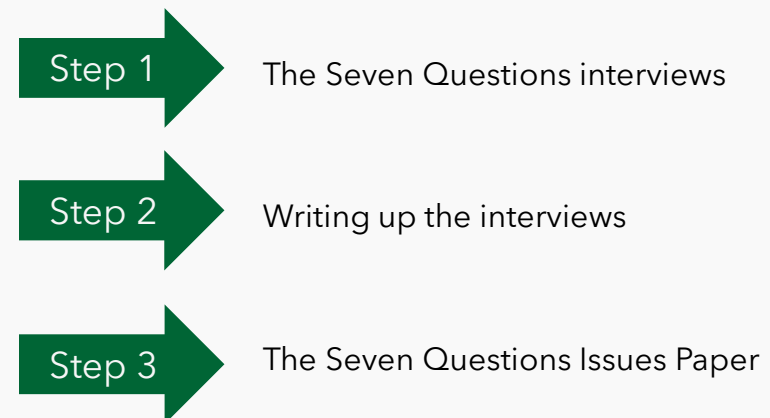 Step 1
The Seven Questions interviews
Step 2
Writing up the interviews
Step 3
The Seven Questions Issues Paper